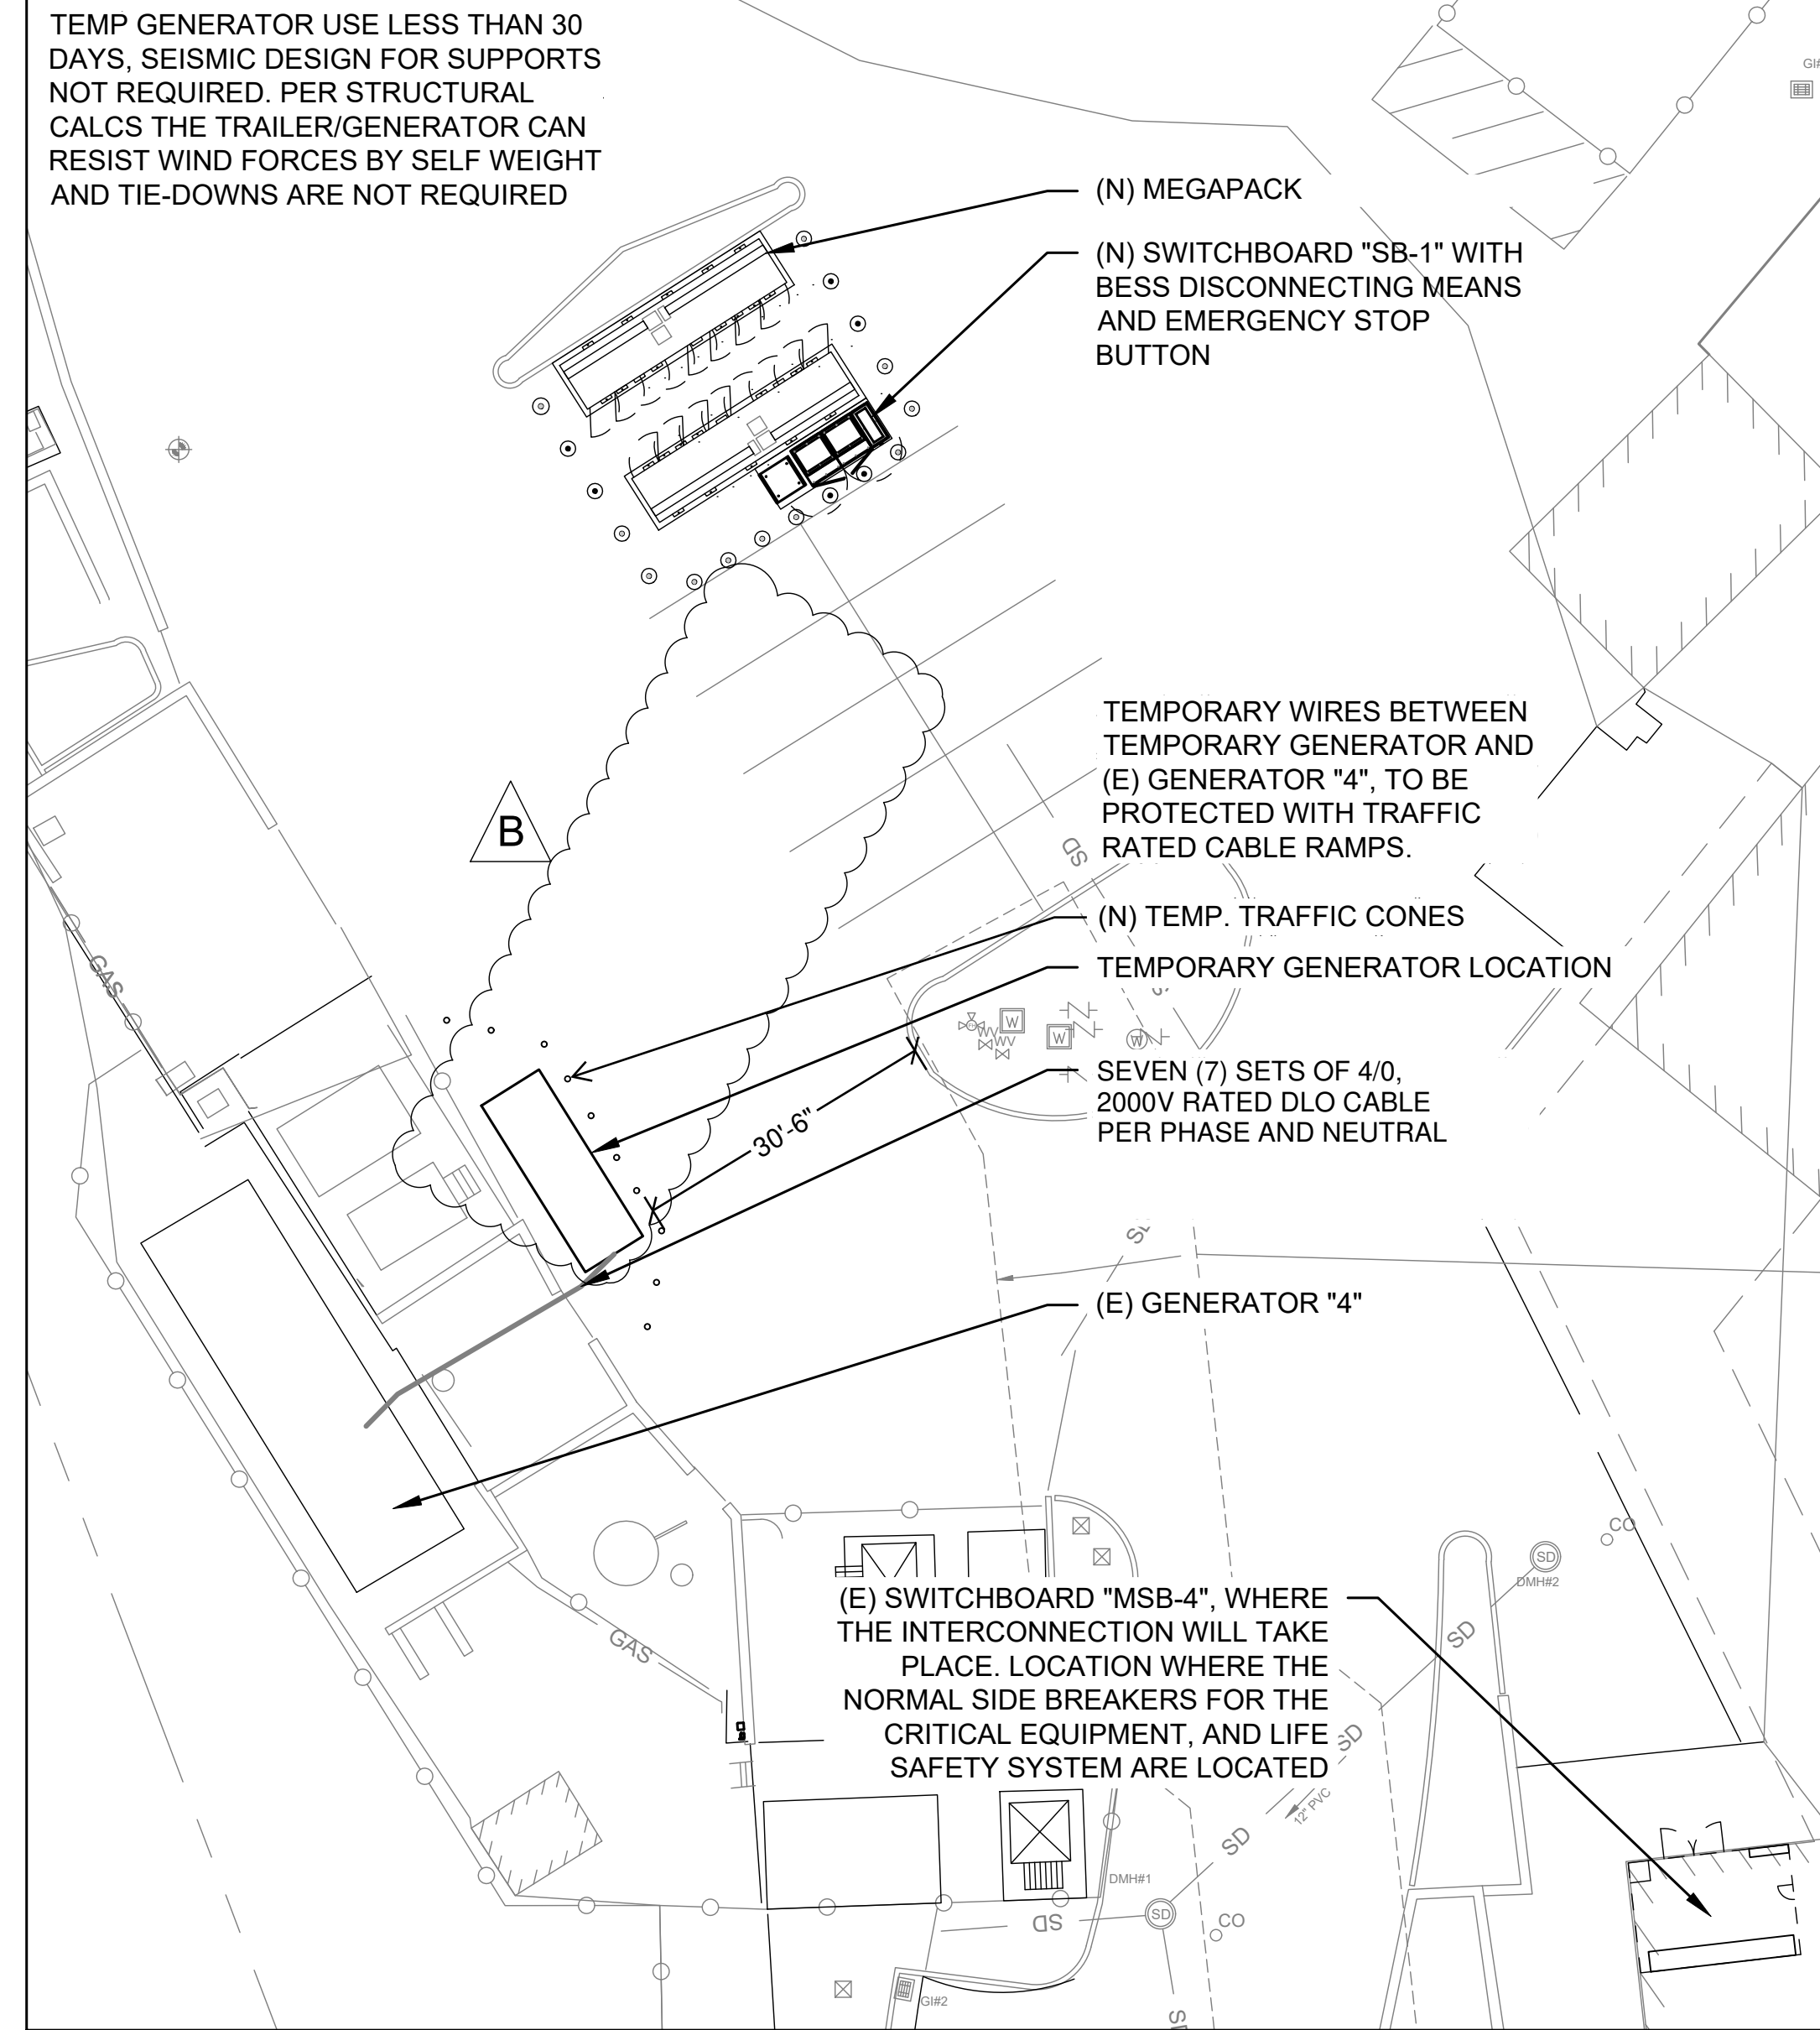 TEMP GENERATOR USE LESS THAN 30
DAYS, SEISMIC DESIGN FOR SUPPORTS
NOT REQUIRED. PER STRUCTURAL
CALCS THE TRAILER/GENERATOR CAN
RESIST WIND FORCES BY SELF WEIGHT
AND TIE-DOWNS ARE NOT REQUIRED
(N) MEGAPACK
(N) SWITCHBOARD "SB-1" WITH
BESS DISCONNECTING MEANS
AND EMERGENCY STOP
BUTTON
TEMPORARY WIRES BETWEEN
TEMPORARY GENERATOR AND
(E) GENERATOR "4", TO BE
PROTECTED WITH TRAFFIC
RATED CABLE RAMPS.
B
SD
(N) TEMP. TRAFFIC CONES
TEMPORARY GENERATOR LOCATION
GAS
W
W
W
WV
WV
SEVEN (7) SETS OF 4/0,
2000V RATED DLO CABLE
PER PHASE AND NEUTRAL
30'-6"
(E) GENERATOR "4"
CO
SD
DMH#2
(E) SWITCHBOARD "MSB-4", WHERE
THE INTERCONNECTION WILL TAKE
PLACE. LOCATION WHERE THE
NORMAL SIDE BREAKERS FOR THE
CRITICAL EQUIPMENT, AND LIFE
SAFETY SYSTEM ARE LOCATED
GAS
SD
SD
12" PVC
SD
DMH#1
SD
SD
CO
GI#2